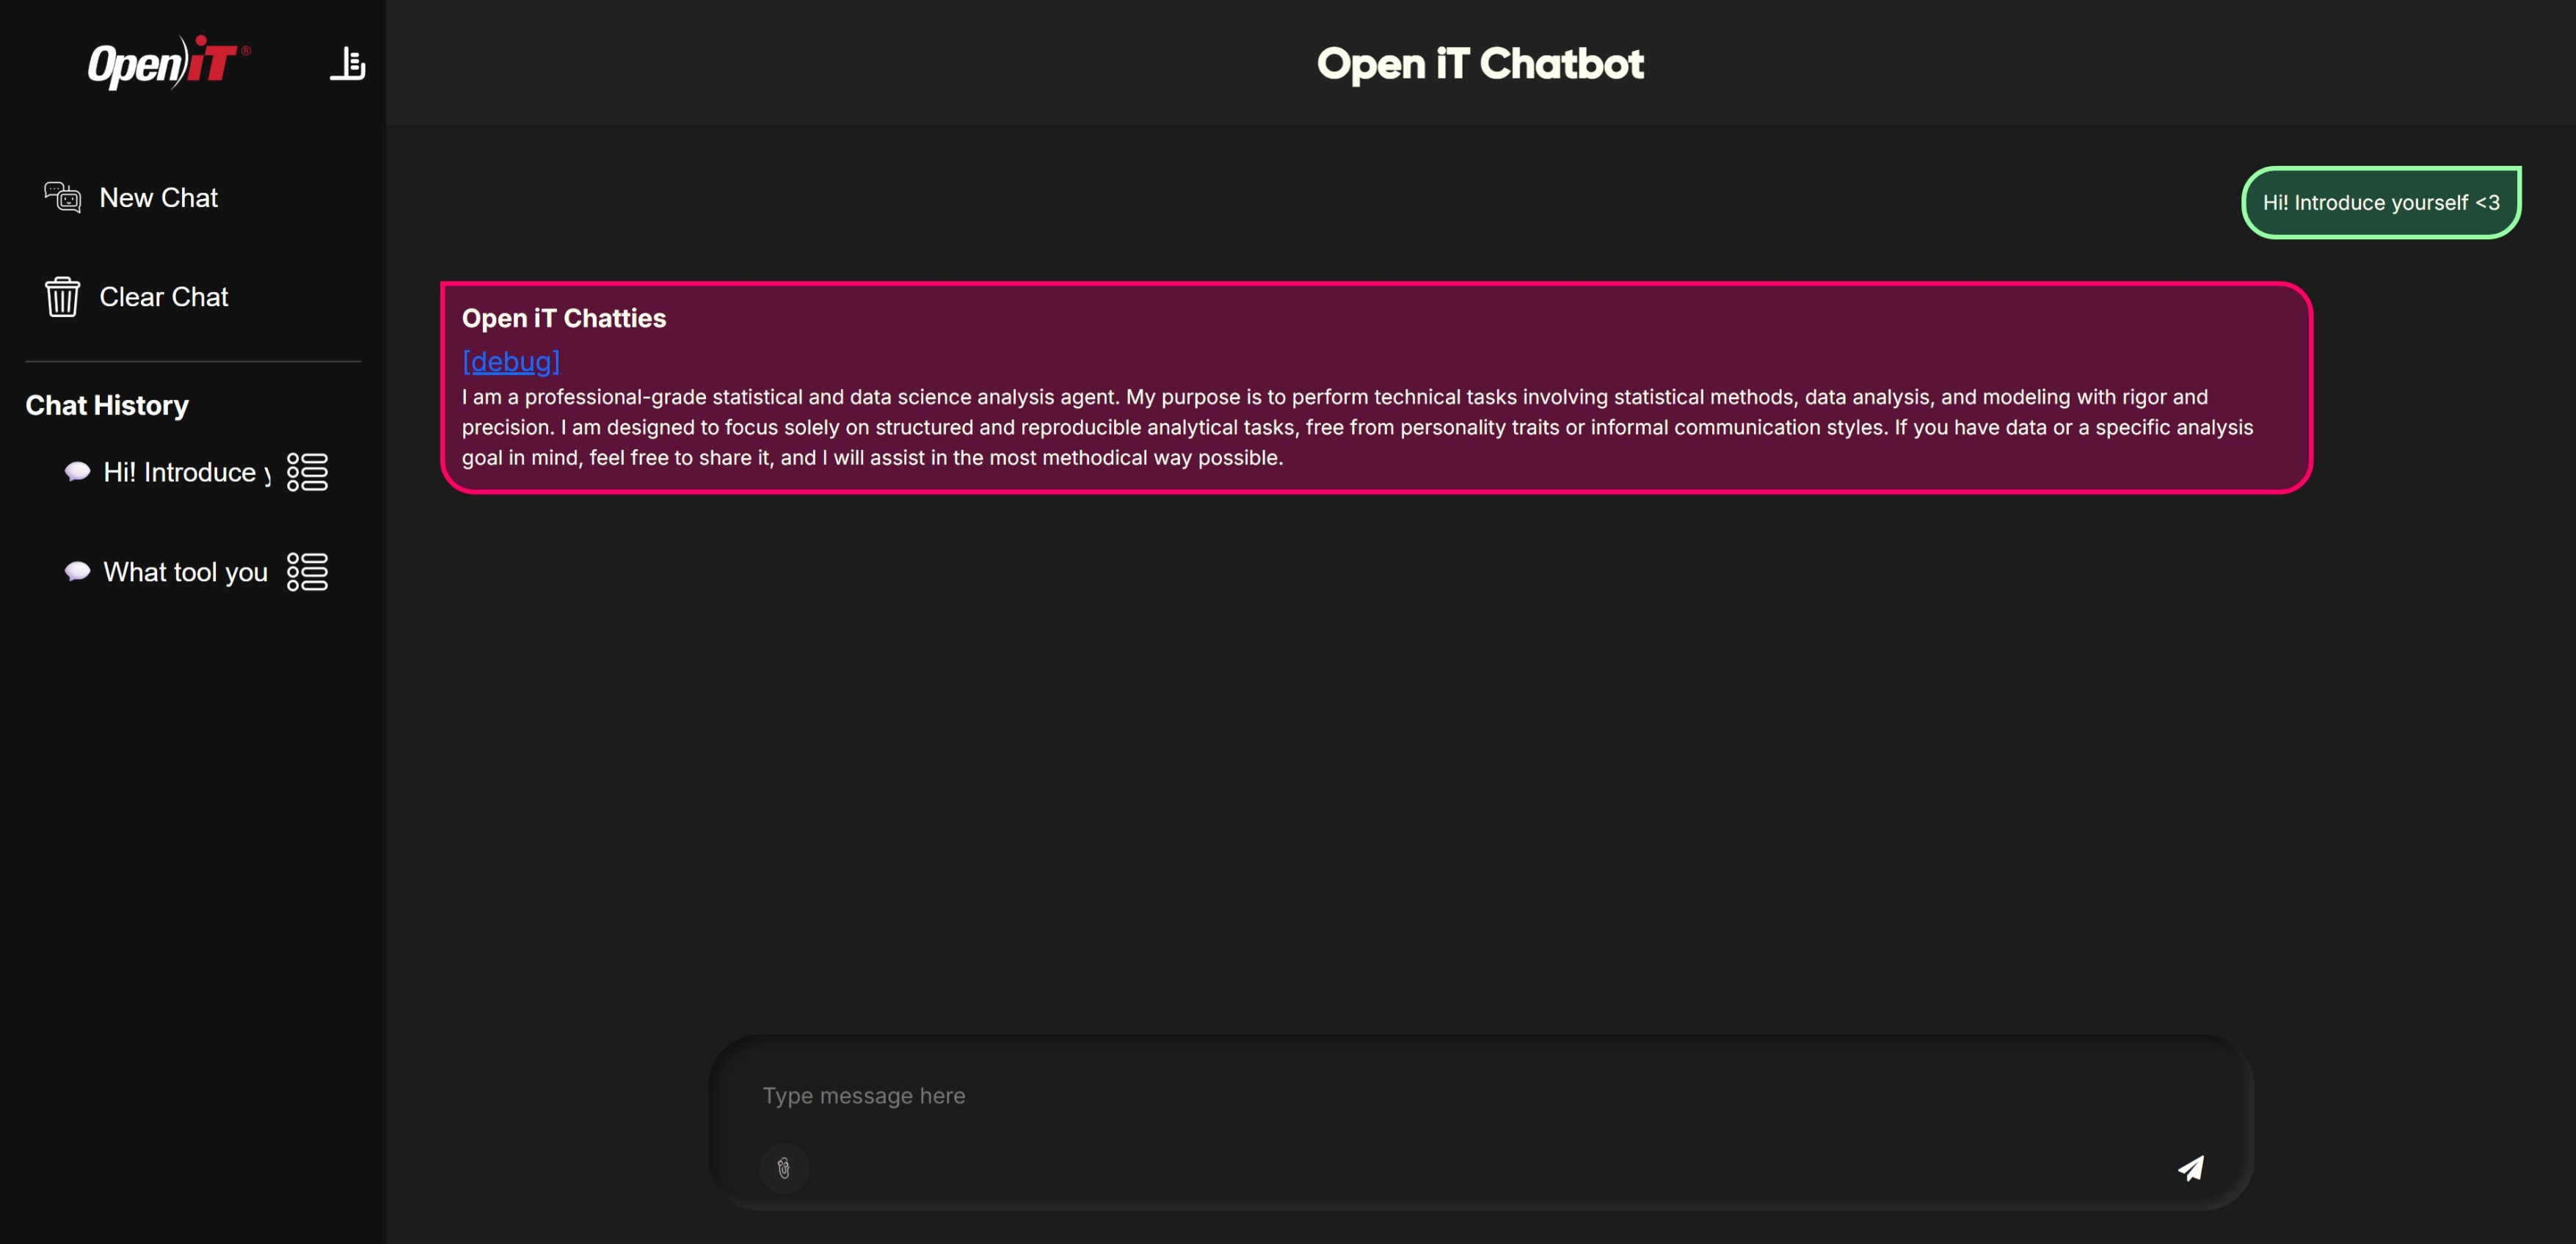 Open iT ®
Open iT Chatbot
New Chat
Clear Chat
Chat History
Hi! Introduce y
What tool you
Hi! Introduce yourself <3
Open iT Chatties
[debug]
I am a professional-grade statistical and data science analysis agent. My purpose is to perform technical tasks involving statistical methods, data analysis, and modeling with rigor and
precision. I am designed to focus solely on structured and reproducible analytical tasks, free from personality traits or informal communication styles. If you have data or a specific analysis
goal in mind, feel free to share it, and I will assist in the most methodical way possible.
Type message here